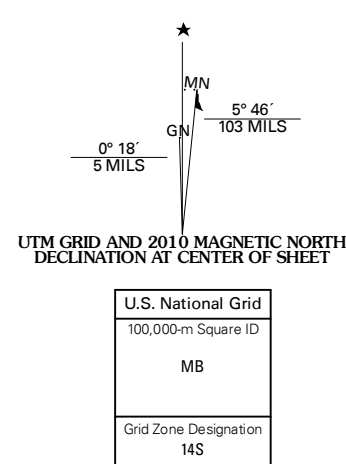 MN
GN
5° 46´
103 MILS
0° 18´
5 MILS
UTM GRID AND 2010 MAGNETIC NORTH
DECLINATION AT CENTER OF SHEET
U.S. National Grid
100,000-m Square ID
MB
Grid Zone Designation
14S